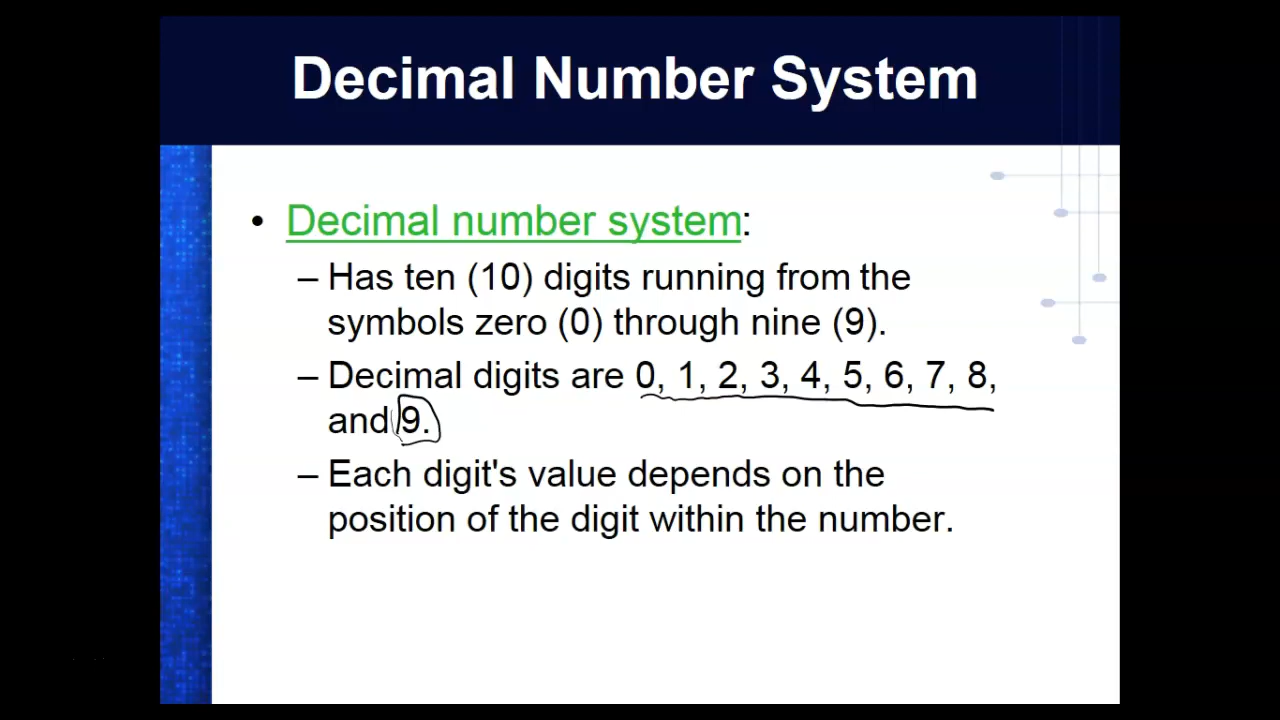 Decimal Number System
• Decimal number system:
– Has ten (10) digits running from the
symbols zero (0) through nine (9).
– Decimal digits are 0, 1, 2, 3, 4, 5, 6, 7, 8,
and 9.
– Each digit's value depends on the
position of the digit within the number.